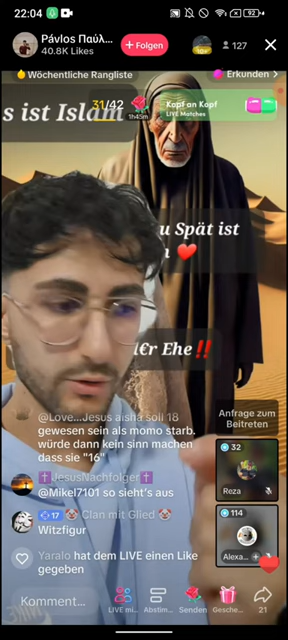 22:04
92
Pávlos Παύλ...
40.8K Likes
+ Folgen
10+
127
Wöchentliche Rangliste
Erkunden >
s ist Islam
31/42
1h45m
Kopf an Kopf
LIVE Matches
u Spät ist
n ❤️
l€r Ehe‼️
Anfrage zum
Beitreten
@Love...Jesus aisha soll 18
gewesen sein als momo starb.
würde dann kein sinn machen
dass sie "16"
✝️JesusNachfolger✝️
@Mikel7101 so sieht's aus
17 🤡 Clan mit Glied 🤡
Witzfigur
Yaralo hat dem LIVE einen Like
gegeben
32
Reza
114
Alexa...
Komment...
LIVE mi...
Abstim...
Senden
Gesche...
21